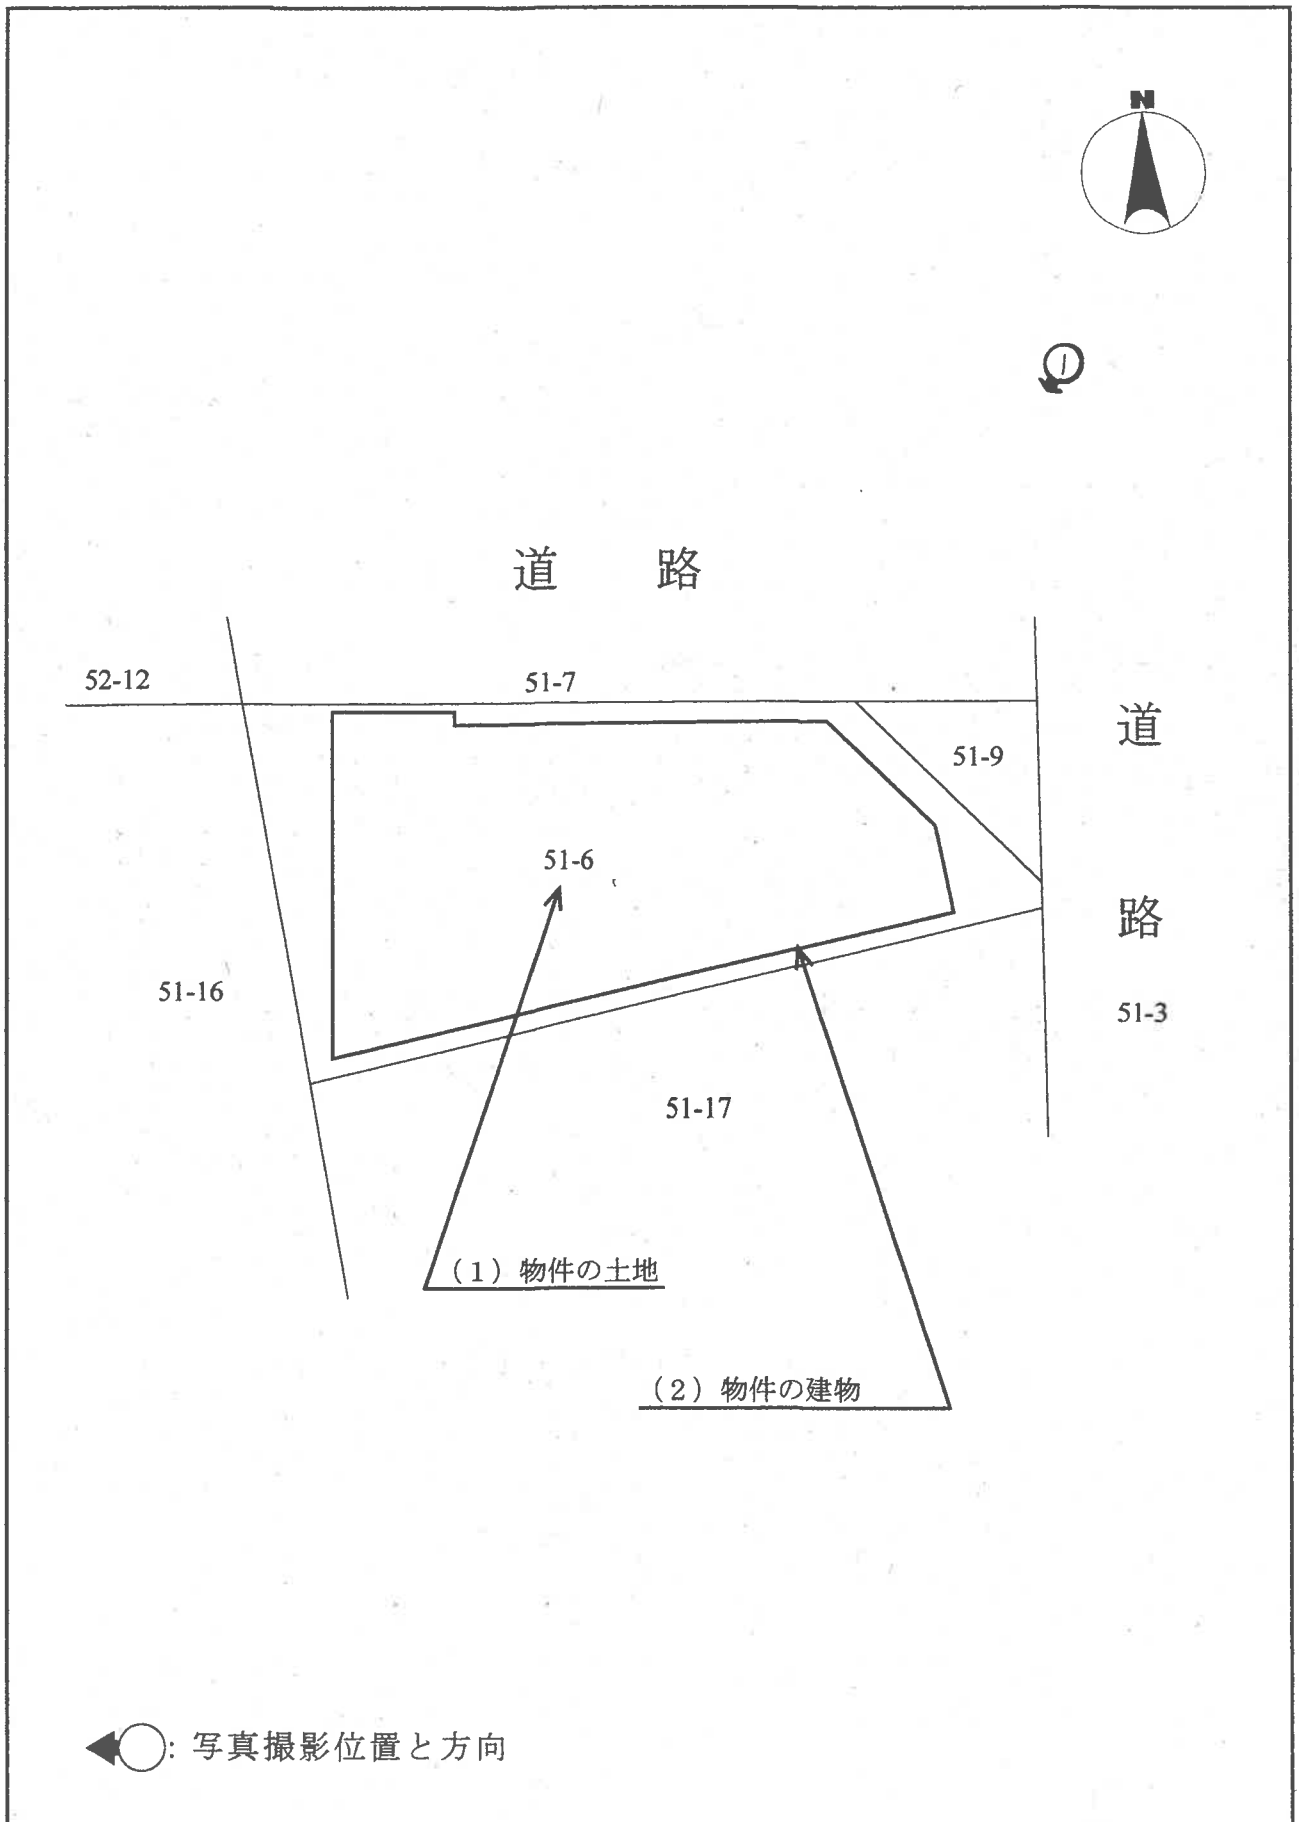 N
1
道 路
52-12
51-7
道
51-9
51-6
路
51-16
51-3
51-17
(1)物件の土地
(2)物件の建物
: 写真撮影位置と方向